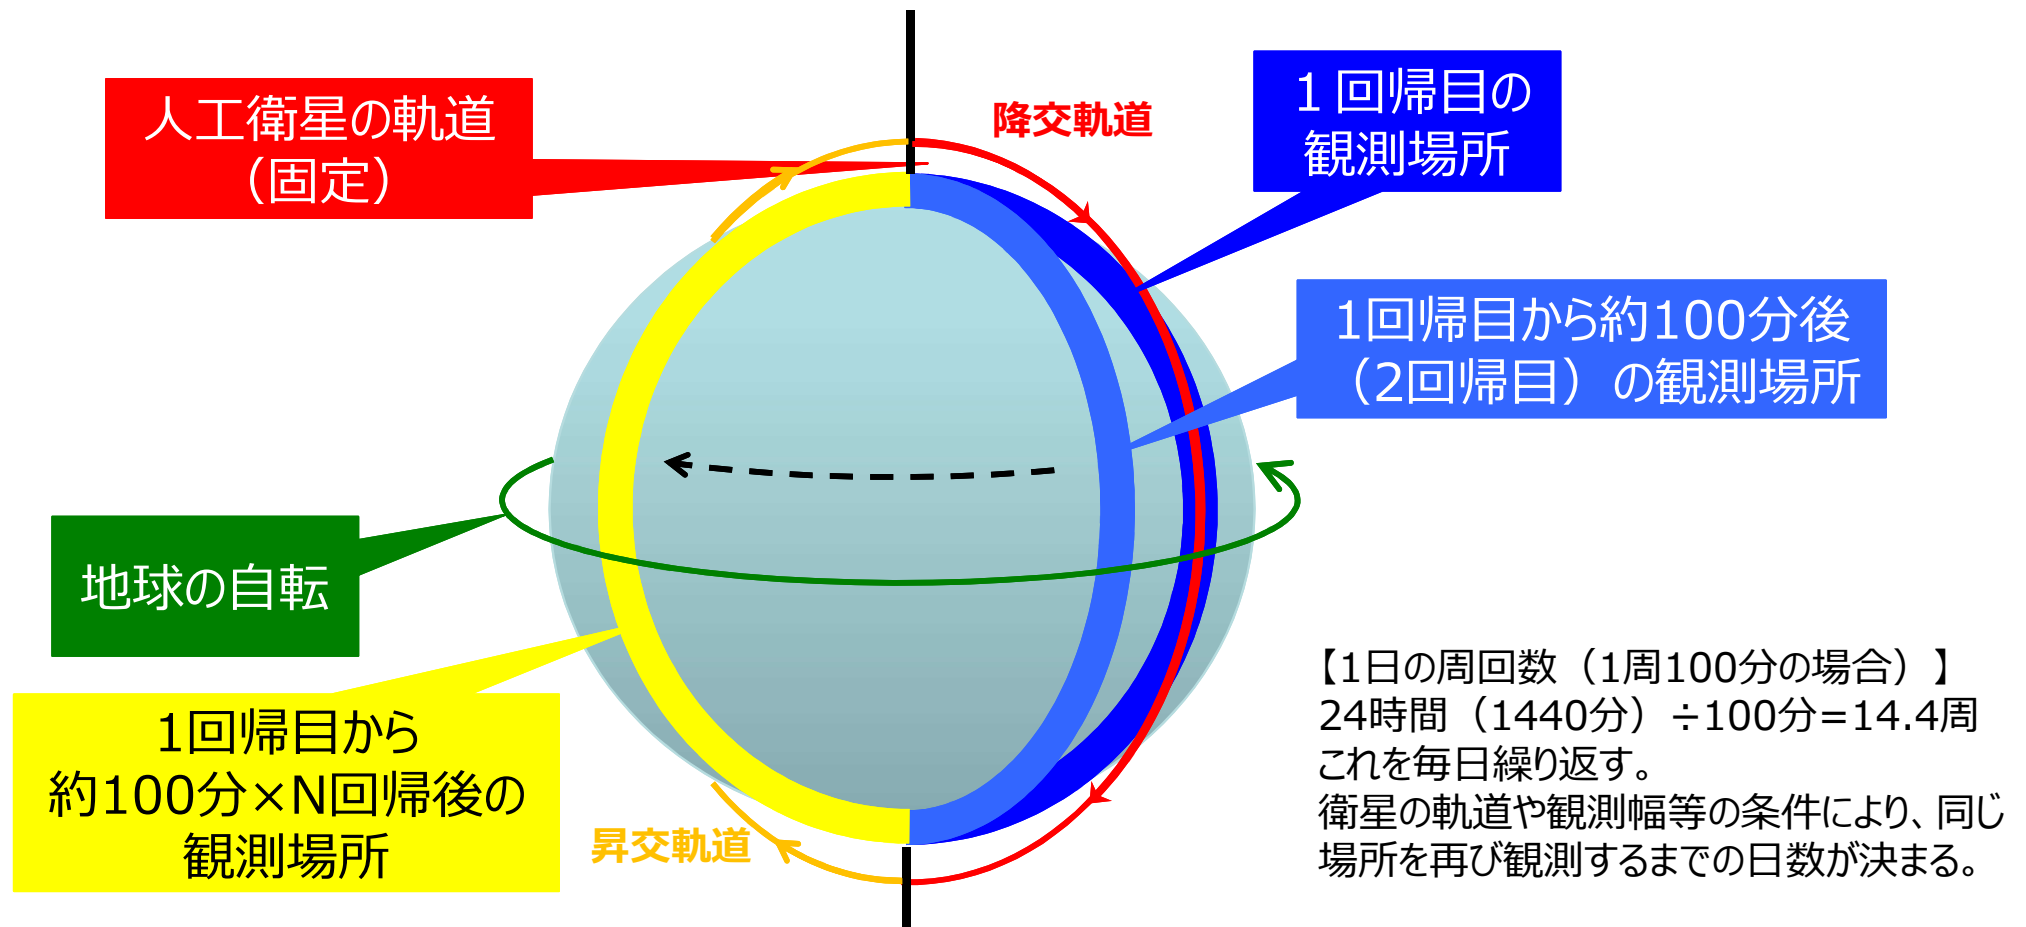 人工衛星の軌道
（固定）
降交軌道
１回帰目の
観測場所
1回帰目から約100分後
（2回帰目）の観測場所
地球の自転
1回帰目から
約100分×N回帰後の
観測場所
昇交軌道
【1日の周回数（1周100分の場合）】
24時間（1440分）÷100分=14.4周
これを毎日繰り返す。
衛星の軌道や観測幅等の条件により、同じ
場所を再び観測するまでの日数が決まる。